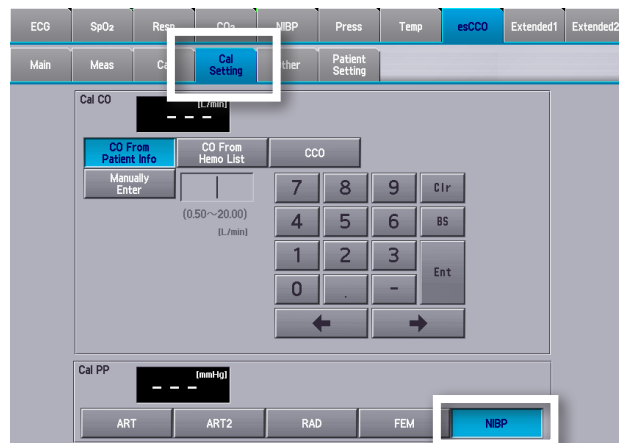 ECG SpO₂ Resp CO₂ NIBP Press Temp esCCO Extended1 Extended2
Main Meas Ca Cal Setting ther Patient Setting
Cal CO
[L/min]
– – –
CO From Patient Info
CO From Hemo List
CCO
Manually Enter
(0.50~20.00)
[L/min]
7 8 9 Clr
4 5 6 BS
1 2 3 Ent
0 . –
Cal PP
[mmHg]
– – –
ART ART2 RAD FEM NIBP